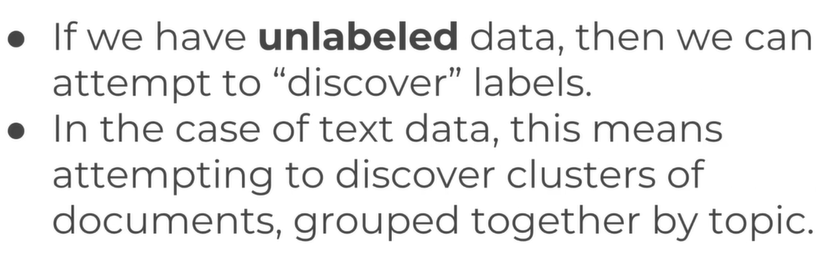 ● If we have unlabeled data, then we can
attempt to “discover” labels.
● In the case of text data, this means
attempting to discover clusters of
documents, grouped together by topic.